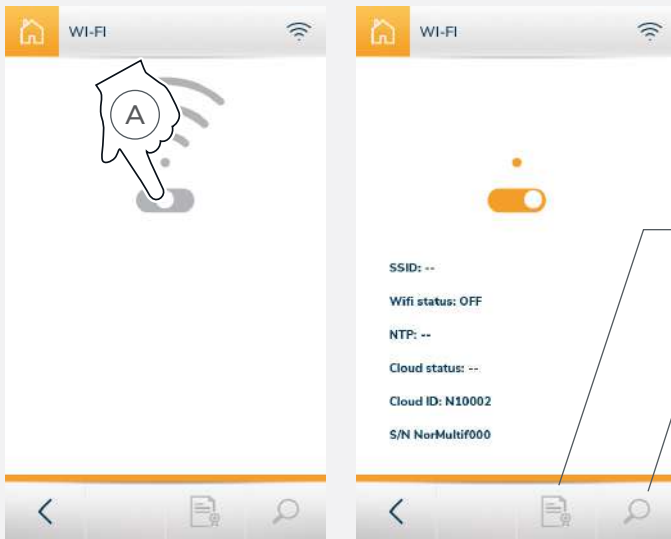 WI-FI
A
WI-FI
SSID: --
Wifi status: OFF
NTP: --
Cloud status: --
Cloud ID: N10002
S/N NorMultif000